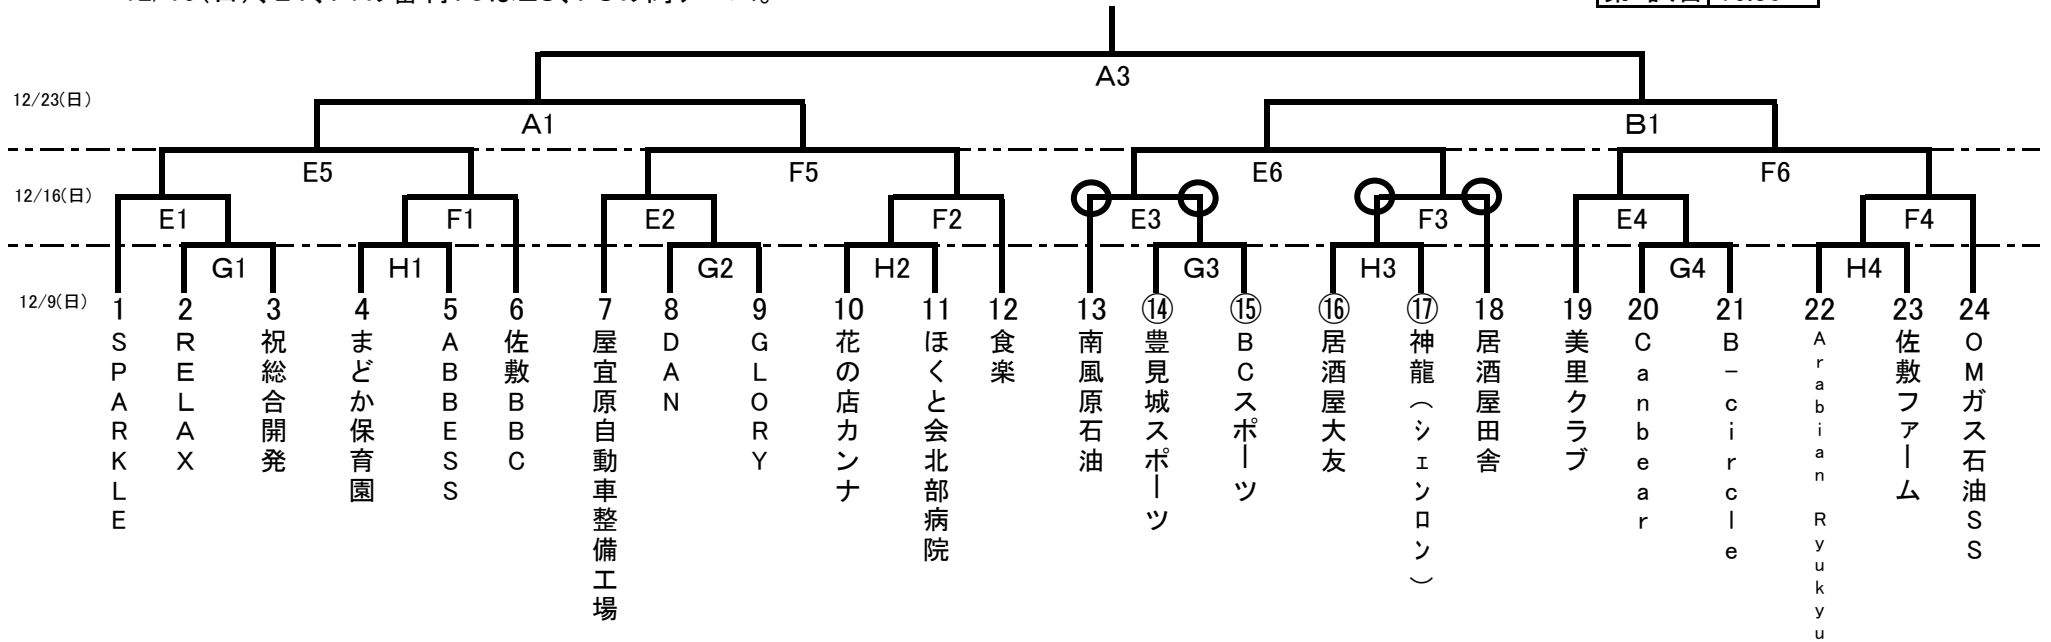 A3
12/23(日)
A1
B1
E5
F5
E6
F6
12/16(日)
E1
F1
E2
F2
E3
F3
E4
F4
G1
H1
G2
H2
G3
H3
G4
H4
12/9(日)
1
2
3
4
5
6
7
8
9
10
11
12
13
⑭
⑮
⑯
⑰
18
19
20
21
22
23
24
SPARKLE
RELAX
祝総合開発
まどか保育園
ABBESS
佐敷BBC
屋宜原自動車整備工場
DAN
GLORY
花の店カンナ
ほくと会北部病院
食楽
南風原石油
豊見城スポーツ
BCスポーツ
居酒屋大友
神龍(シェンロン)
居酒屋田舎
美里クラブ
Canbear
B-circle
Arabian Ryukyu
佐敷ファーム
OMガス石油SS